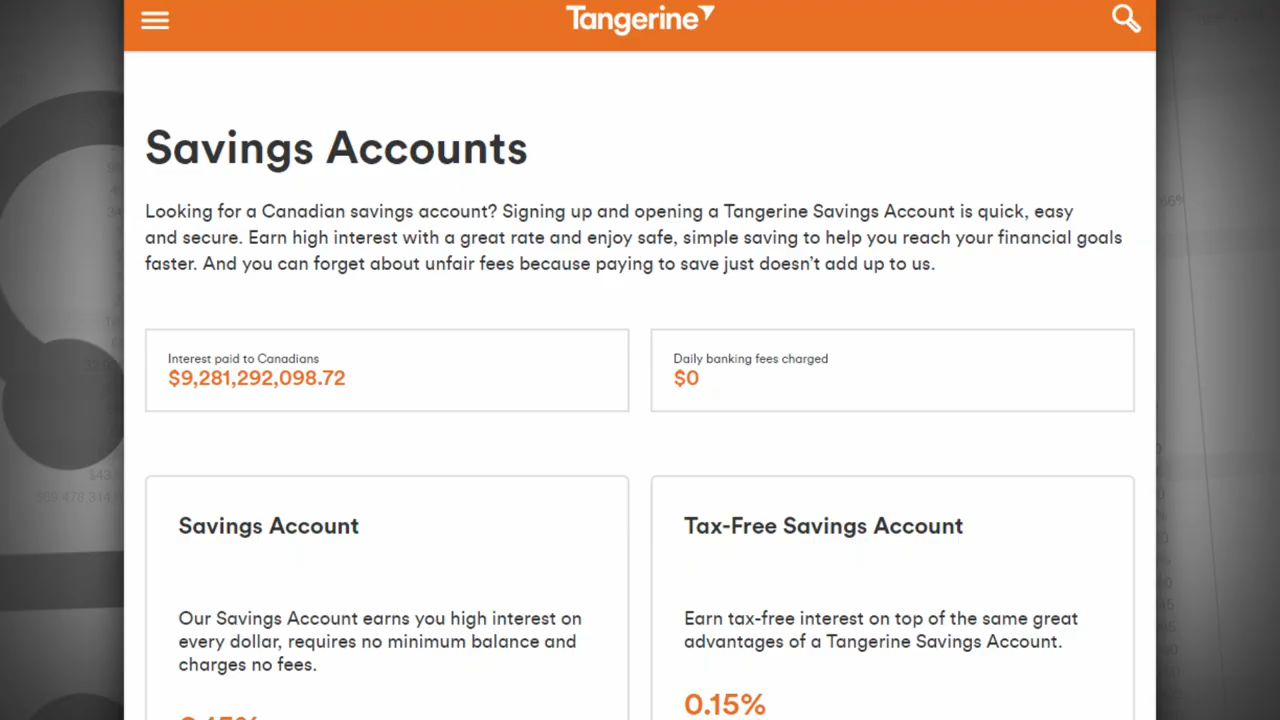 Tangerine
Savings Accounts
Looking for a Canadian savings account? Signing up and opening a Tangerine Savings Account is quick, easy
and secure. Earn high interest with a great rate and enjoy safe, simple saving to help you reach your financial goals
faster. And you can forget about unfair fees because paying to save just doesn’t add up to us.
Interest paid to Canadians
$9,281,292,098.72
Daily banking fees charged
$0
Savings Account
Our Savings Account earns you high interest on
every dollar, requires no minimum balance and
charges no fees.
Tax-Free Savings Account
Earn tax-free interest on top of the same great
advantages of a Tangerine Savings Account.
0.15%